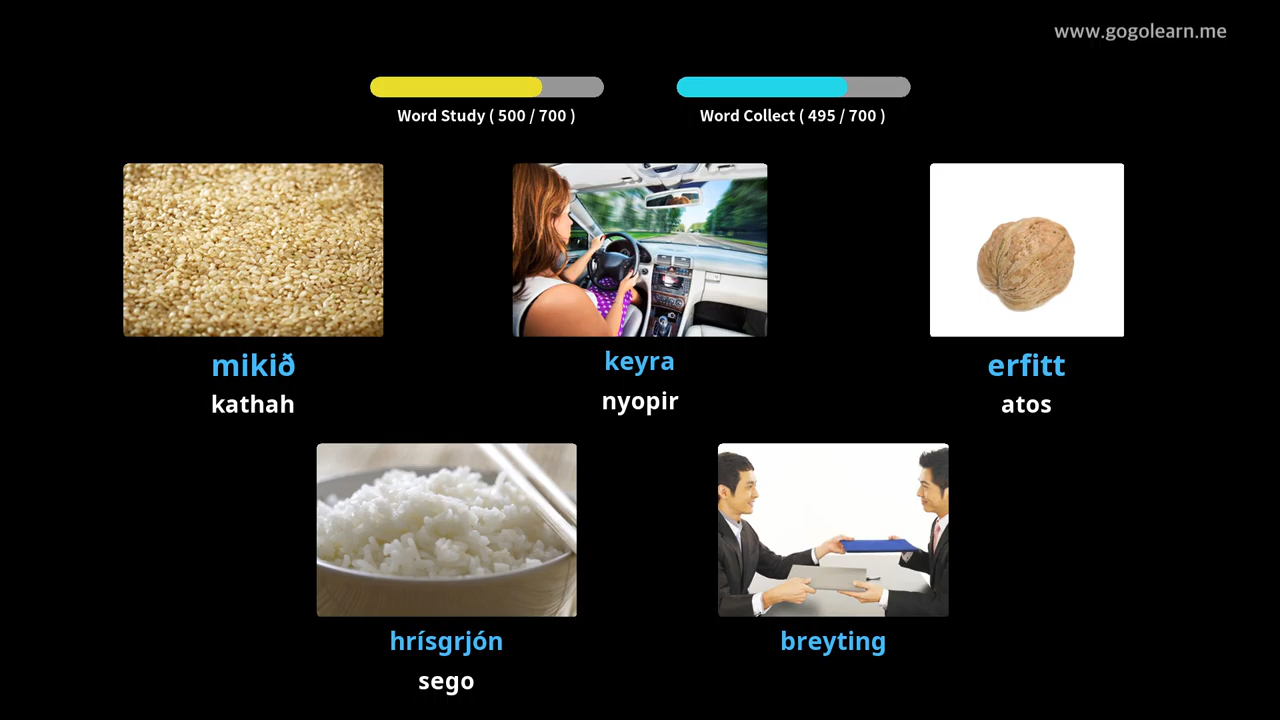 www.gogolearn.me
Word Study ( 500 / 700 )
Word Collect ( 495 / 700 )
mikið
kathah
keyra
nyopir
erfitt
atos
hrísgrjón
sego
breyting